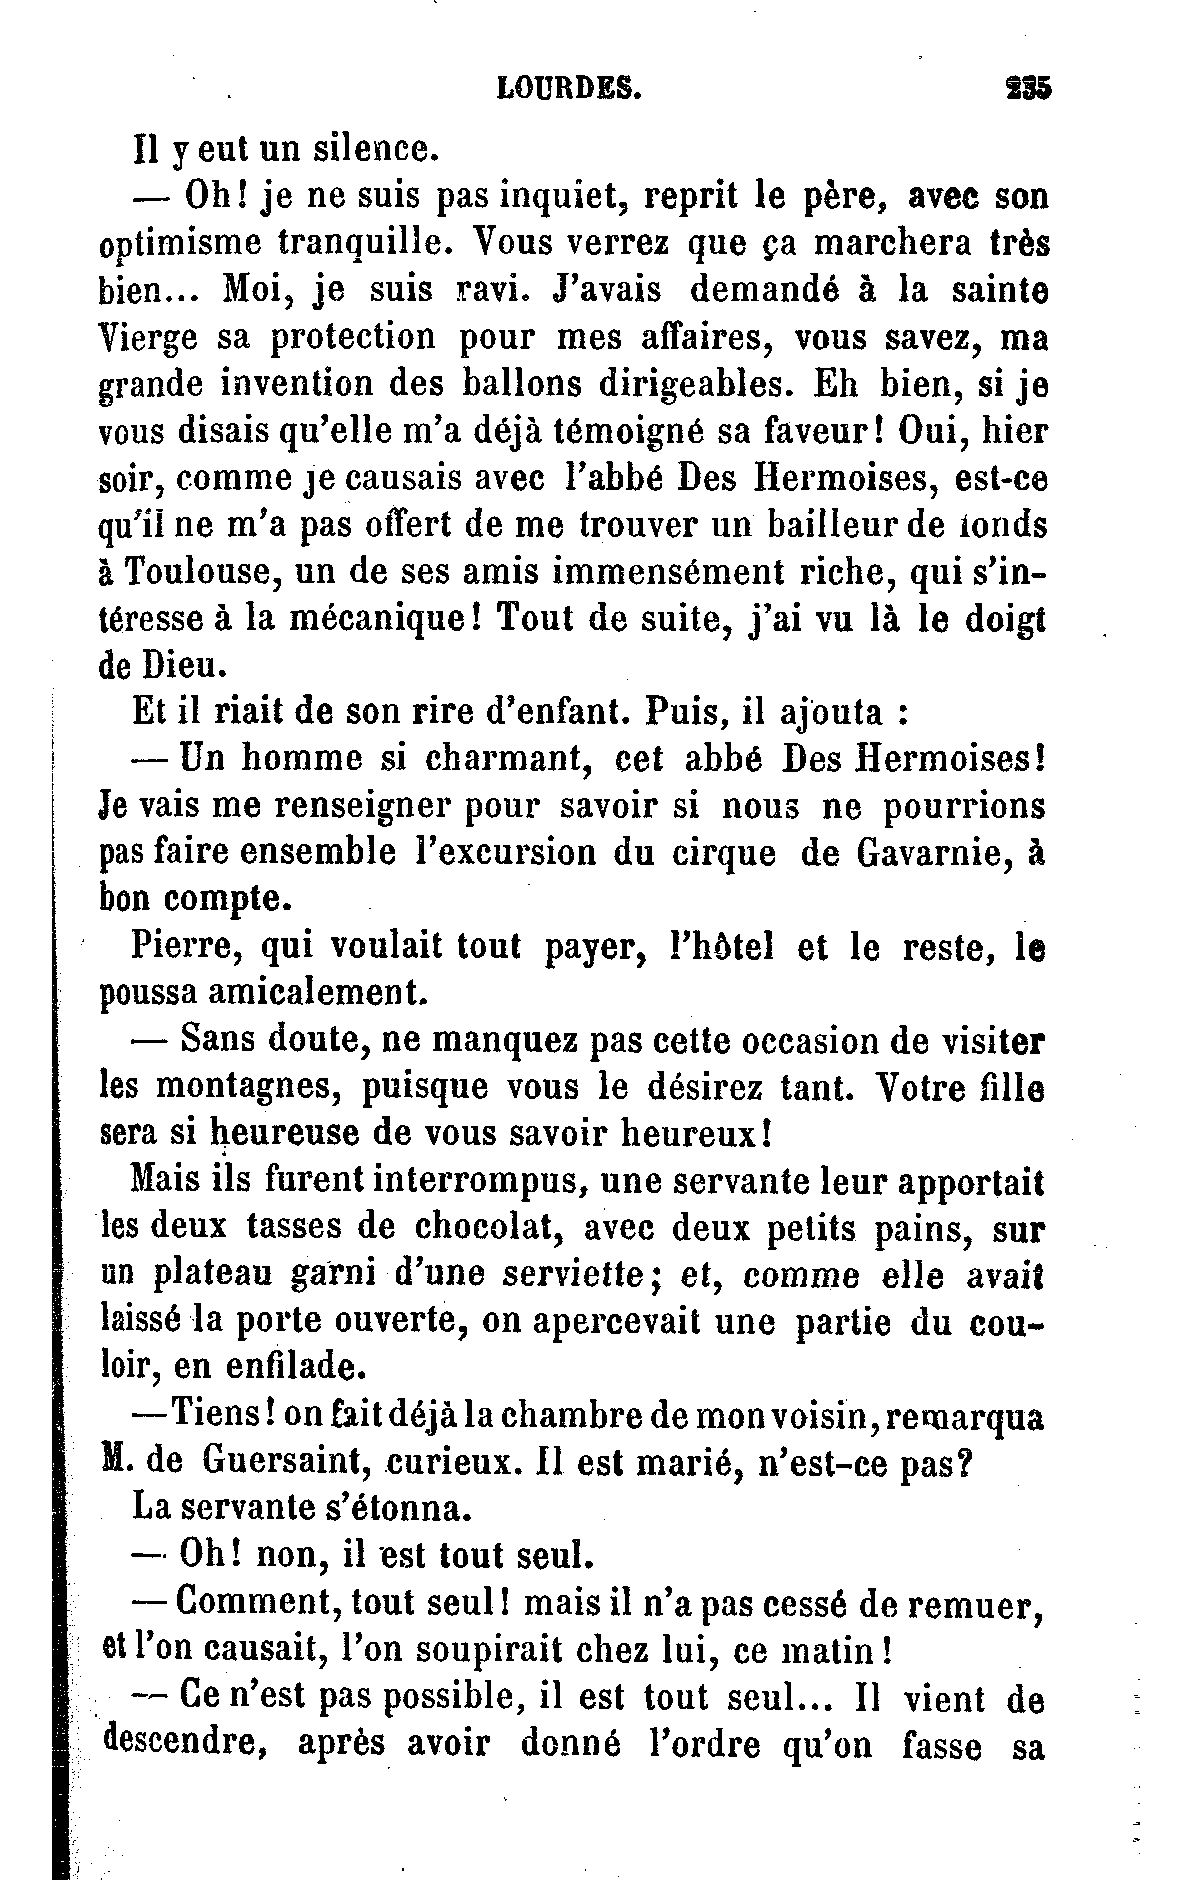 LOURDES. 235
Il y eut un silence.
— Oh! je ne suis pas inquiet, reprit le père, avec son
optimisme tranquille. Vous verrez que ça marchera très
bien... Moi, je suis ravi. J'avais demandé à la sainte
Vierge sa protection pour mes affaires, vous savez, ma
grande invention des ballons dirigeables. Eh bien, si je
vous disais qu'elle m'a déjà témoigné sa faveur! Oui, hier
soir, comme je causais avec l'abbé Des Hermoises, est-ce
qu'il ne m'a pas offert de me trouver un bailleur de fonds
à Toulouse, un de ses amis immensément riche, qui s'in-
téresse à la mécanique! Tout de suite, j'ai vu là le doigt
de Dieu.
Et il riait de son rire d'enfant. Puis, il ajouta :
— Un homme si charmant, cet abbé Des Hermoises!
Je vais me renseigner pour savoir si nous ne pourrions
pas faire ensemble l'excursion du cirque de Gavarnie, à
bon compte.
Pierre, qui voulait tout payer, l'hôtel et le reste, le
poussa amicalement.
— Sans doute, ne manquez pas cette occasion de visiter
les montagnes, puisque vous le désirez tant. Votre fille
sera si heureuse de vous savoir heureux!
Mais ils furent interrompus, une servante leur apportait
les deux tasses de chocolat, avec deux petits pains, sur
un plateau garni d'une serviette; et, comme elle avait
laissé la porte ouverte, on apercevait une partie du cou-
loir, en enfilade.
— Tiens! on fait déjà la chambre de mon voisin, remarqua
M. de Guersaint, curieux. Il est marié, n'est-ce pas?
La servante s'étonna.
— Oh! non, il est tout seul.
— Comment, tout seul! mais il n'a pas cessé de remuer,
et l'on causait, l'on soupirait chez lui, ce matin!
— Ce n'est pas possible, il est tout seul... Il vient de
descendre, après avoir donné l'ordre qu'on fasse sa